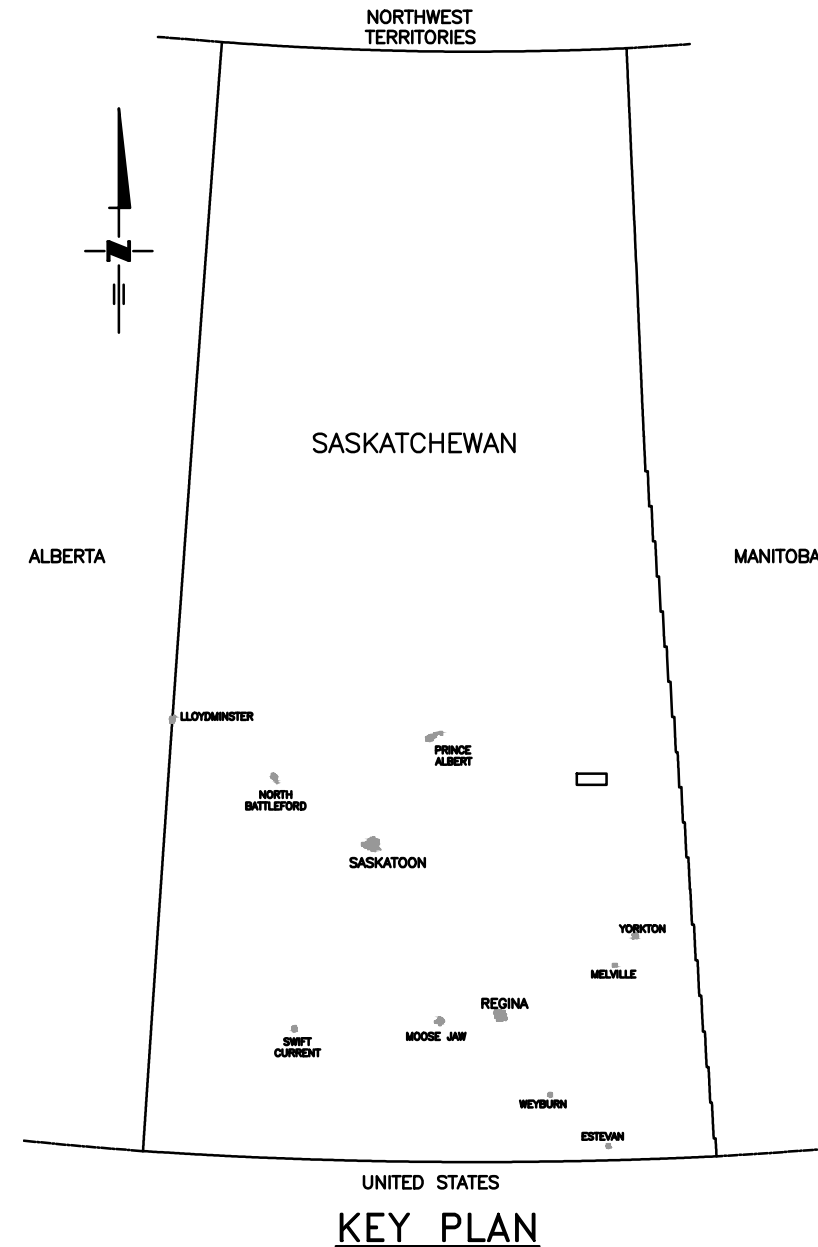 NORTHWEST
TERRITORIES
N
SASKATCHEWAN
ALBERTA
MANITOBA
LLOYDMINSTER
PRINCE
ALBERT
NORTH
BATTLEFORD
SASKATOON
YORKTON
MELVILLE
REGINA
MOOSE JAW
SWIFT
CURRENT
WEYBURN
ESTEVAN
UNITED STATES
KEY PLAN